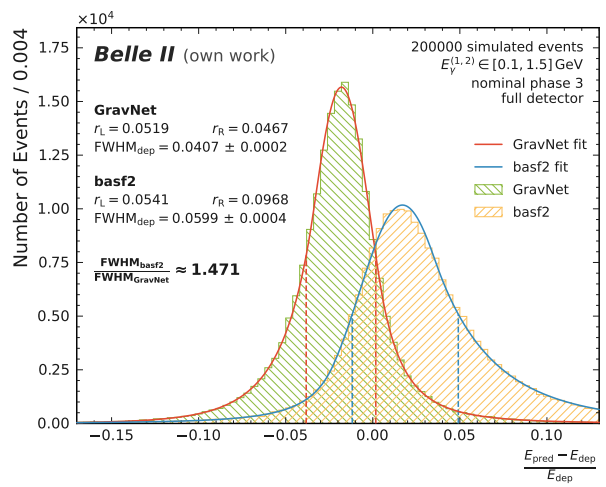 ×10⁴
Belle II (own work)
200000 simulated events
E_γ^(1,2) ∈ [0.1, 1.5] GeV
nominal phase 3
full detector
GravNet
r_L = 0.0519 r_R = 0.0467
FWHM_dep = 0.0407 ± 0.0002
basf2
r_L = 0.0541 r_R = 0.0968
FWHM_dep = 0.0599 ± 0.0004
FWHM_basf2 / FWHM_GravNet ≈ 1.471
GravNet fit
basf2 fit
GravNet
basf2
Number of Events / 0.004
1.75
1.50
1.25
1.00
0.75
0.50
0.25
0.00
−0.15 −0.10 −0.05 0.00 0.05 0.10
E_pred − E_dep
E_dep